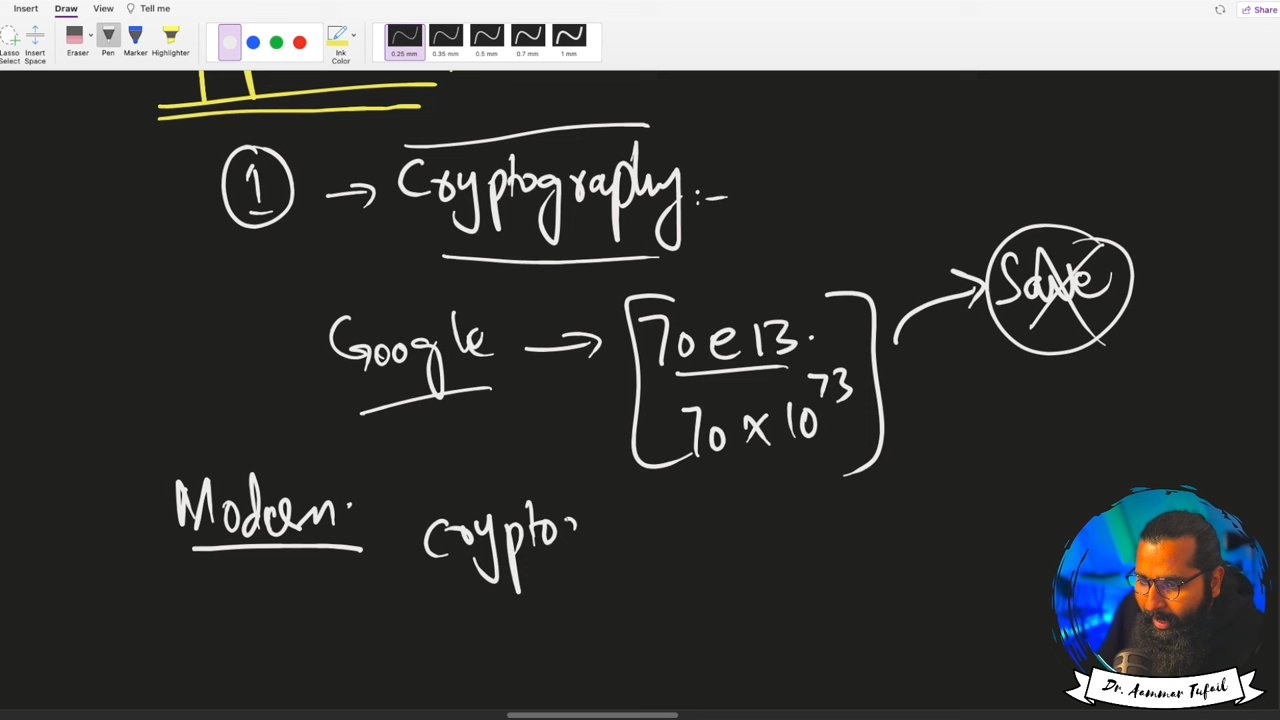 Insert Draw View Tell me Share
Lasso Select Insert Space Eraser Pen Marker Highlighter Ink Color 0.25 mm 0.35 mm 0.5 mm 0.7 mm 1 mm
1 → Cryptography :-
Google → [70 e 13. Save
70 x 10^73]
Modern. crypto
Dr. Aammar Tufail